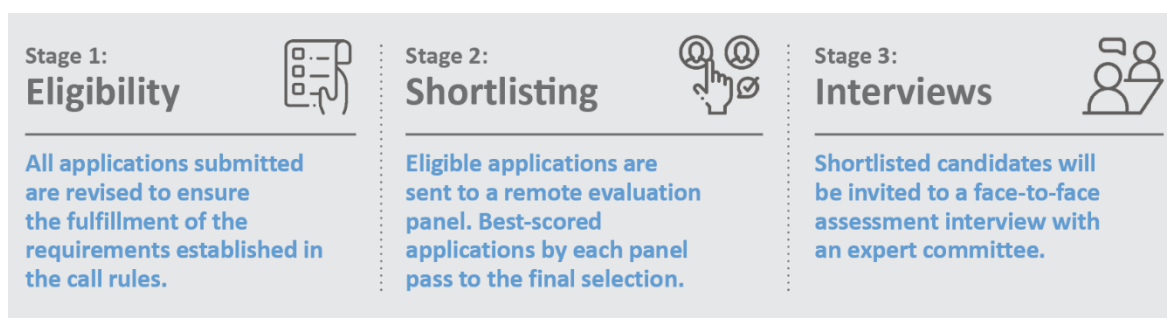 Stage 1:
Eligibility
All applications submitted
are revised to ensure
the fulfillment of the
requirements established in
the call rules.
Stage 2:
Shortlisting
Eligible applications are
sent to a remote evaluation
panel. Best-scored
applications by each panel
pass to the final selection.
Stage 3:
Interviews
Shortlisted candidates will
be invited to a face-to-face
assessment interview with
an expert committee.